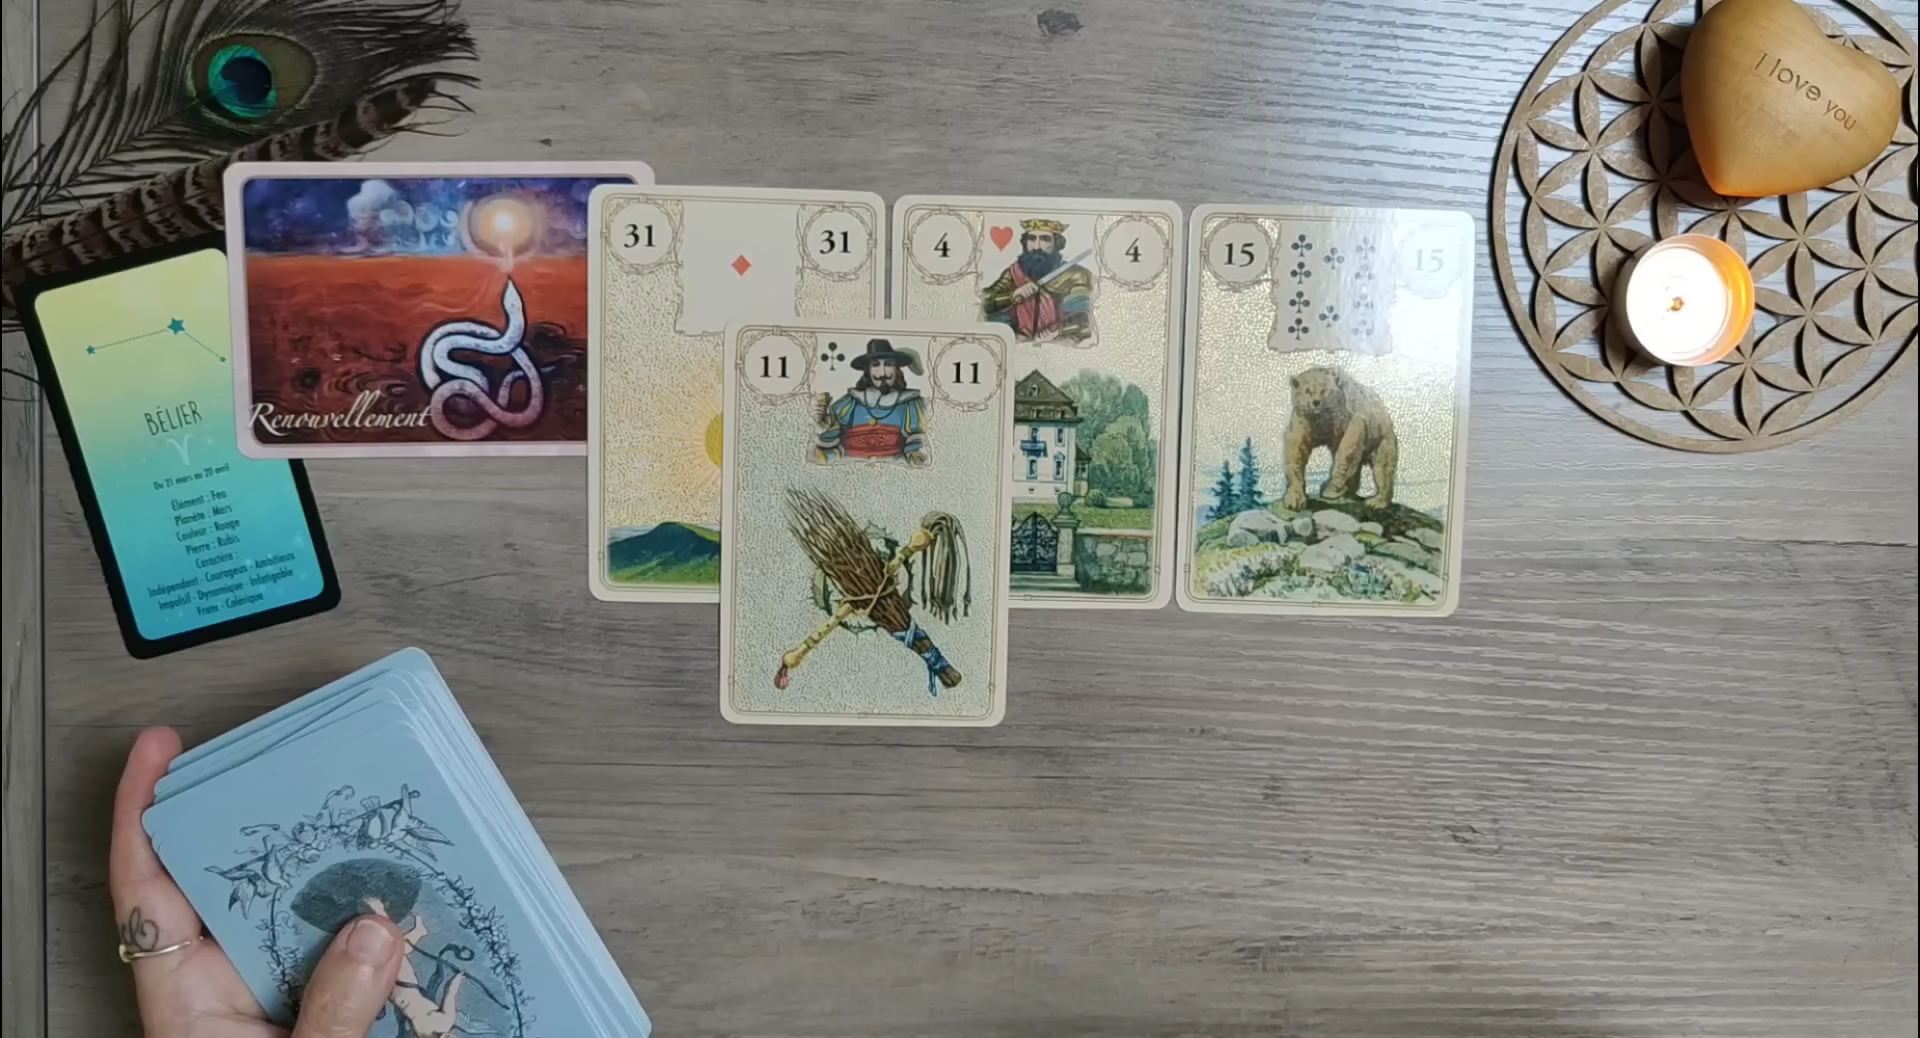 I love you
31 31
4 4
15 15
11 11
Renouvellement
BÉLIER
Du 21 mars au 20 avril
Élément : Feu
Planète : Mars
Couleur : Rouge
Pierre : Rubis
Caractère :
Indépendant - Courageux - Ambitieux
Impulsif - Dynamique - Infatigable
Franc - Colérique